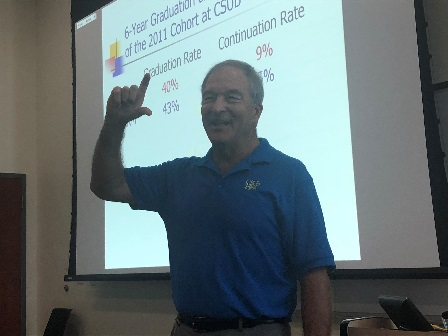 6-Year Graduation
of the 2011 Cohort at CSUB
Graduation Rate
Continuation Rate
40%
9%
43%